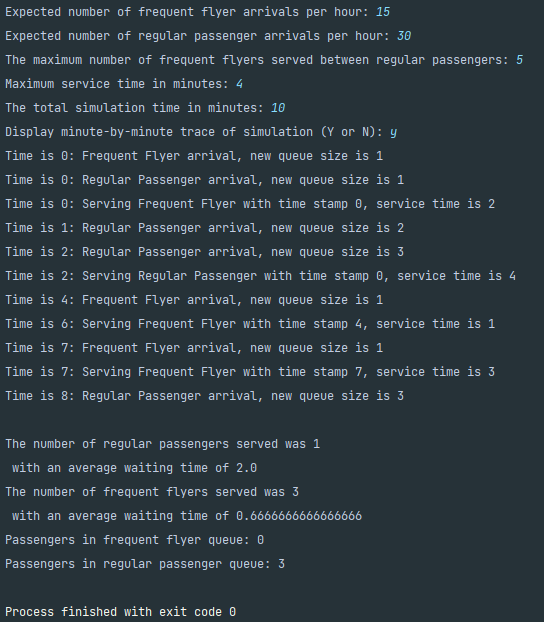 Expected number of frequent flyer arrivals per hour: 15
Expected number of regular passenger arrivals per hour: 30
The maximum number of frequent flyers served between regular passengers: 5
Maximum service time in minutes: 4
The total simulation time in minutes: 10
Display minute-by-minute trace of simulation (Y or N): y
Time is 0: Frequent Flyer arrival, new queue size is 1
Time is 0: Regular Passenger arrival, new queue size is 1
Time is 0: Serving Frequent Flyer with time stamp 0, service time is 2
Time is 1: Regular Passenger arrival, new queue size is 2
Time is 2: Regular Passenger arrival, new queue size is 3
Time is 2: Serving Regular Passenger with time stamp 0, service time is 4
Time is 4: Frequent Flyer arrival, new queue size is 1
Time is 6: Serving Frequent Flyer with time stamp 4, service time is 1
Time is 7: Frequent Flyer arrival, new queue size is 1
Time is 7: Serving Frequent Flyer with time stamp 7, service time is 3
Time is 8: Regular Passenger arrival, new queue size is 3
The number of regular passengers served was 1
with an average waiting time of 2.0
The number of frequent flyers served was 3
with an average waiting time of 0.6666666666666666
Passengers in frequent flyer queue: 0
Passengers in regular passenger queue: 3
Process finished with exit code 0